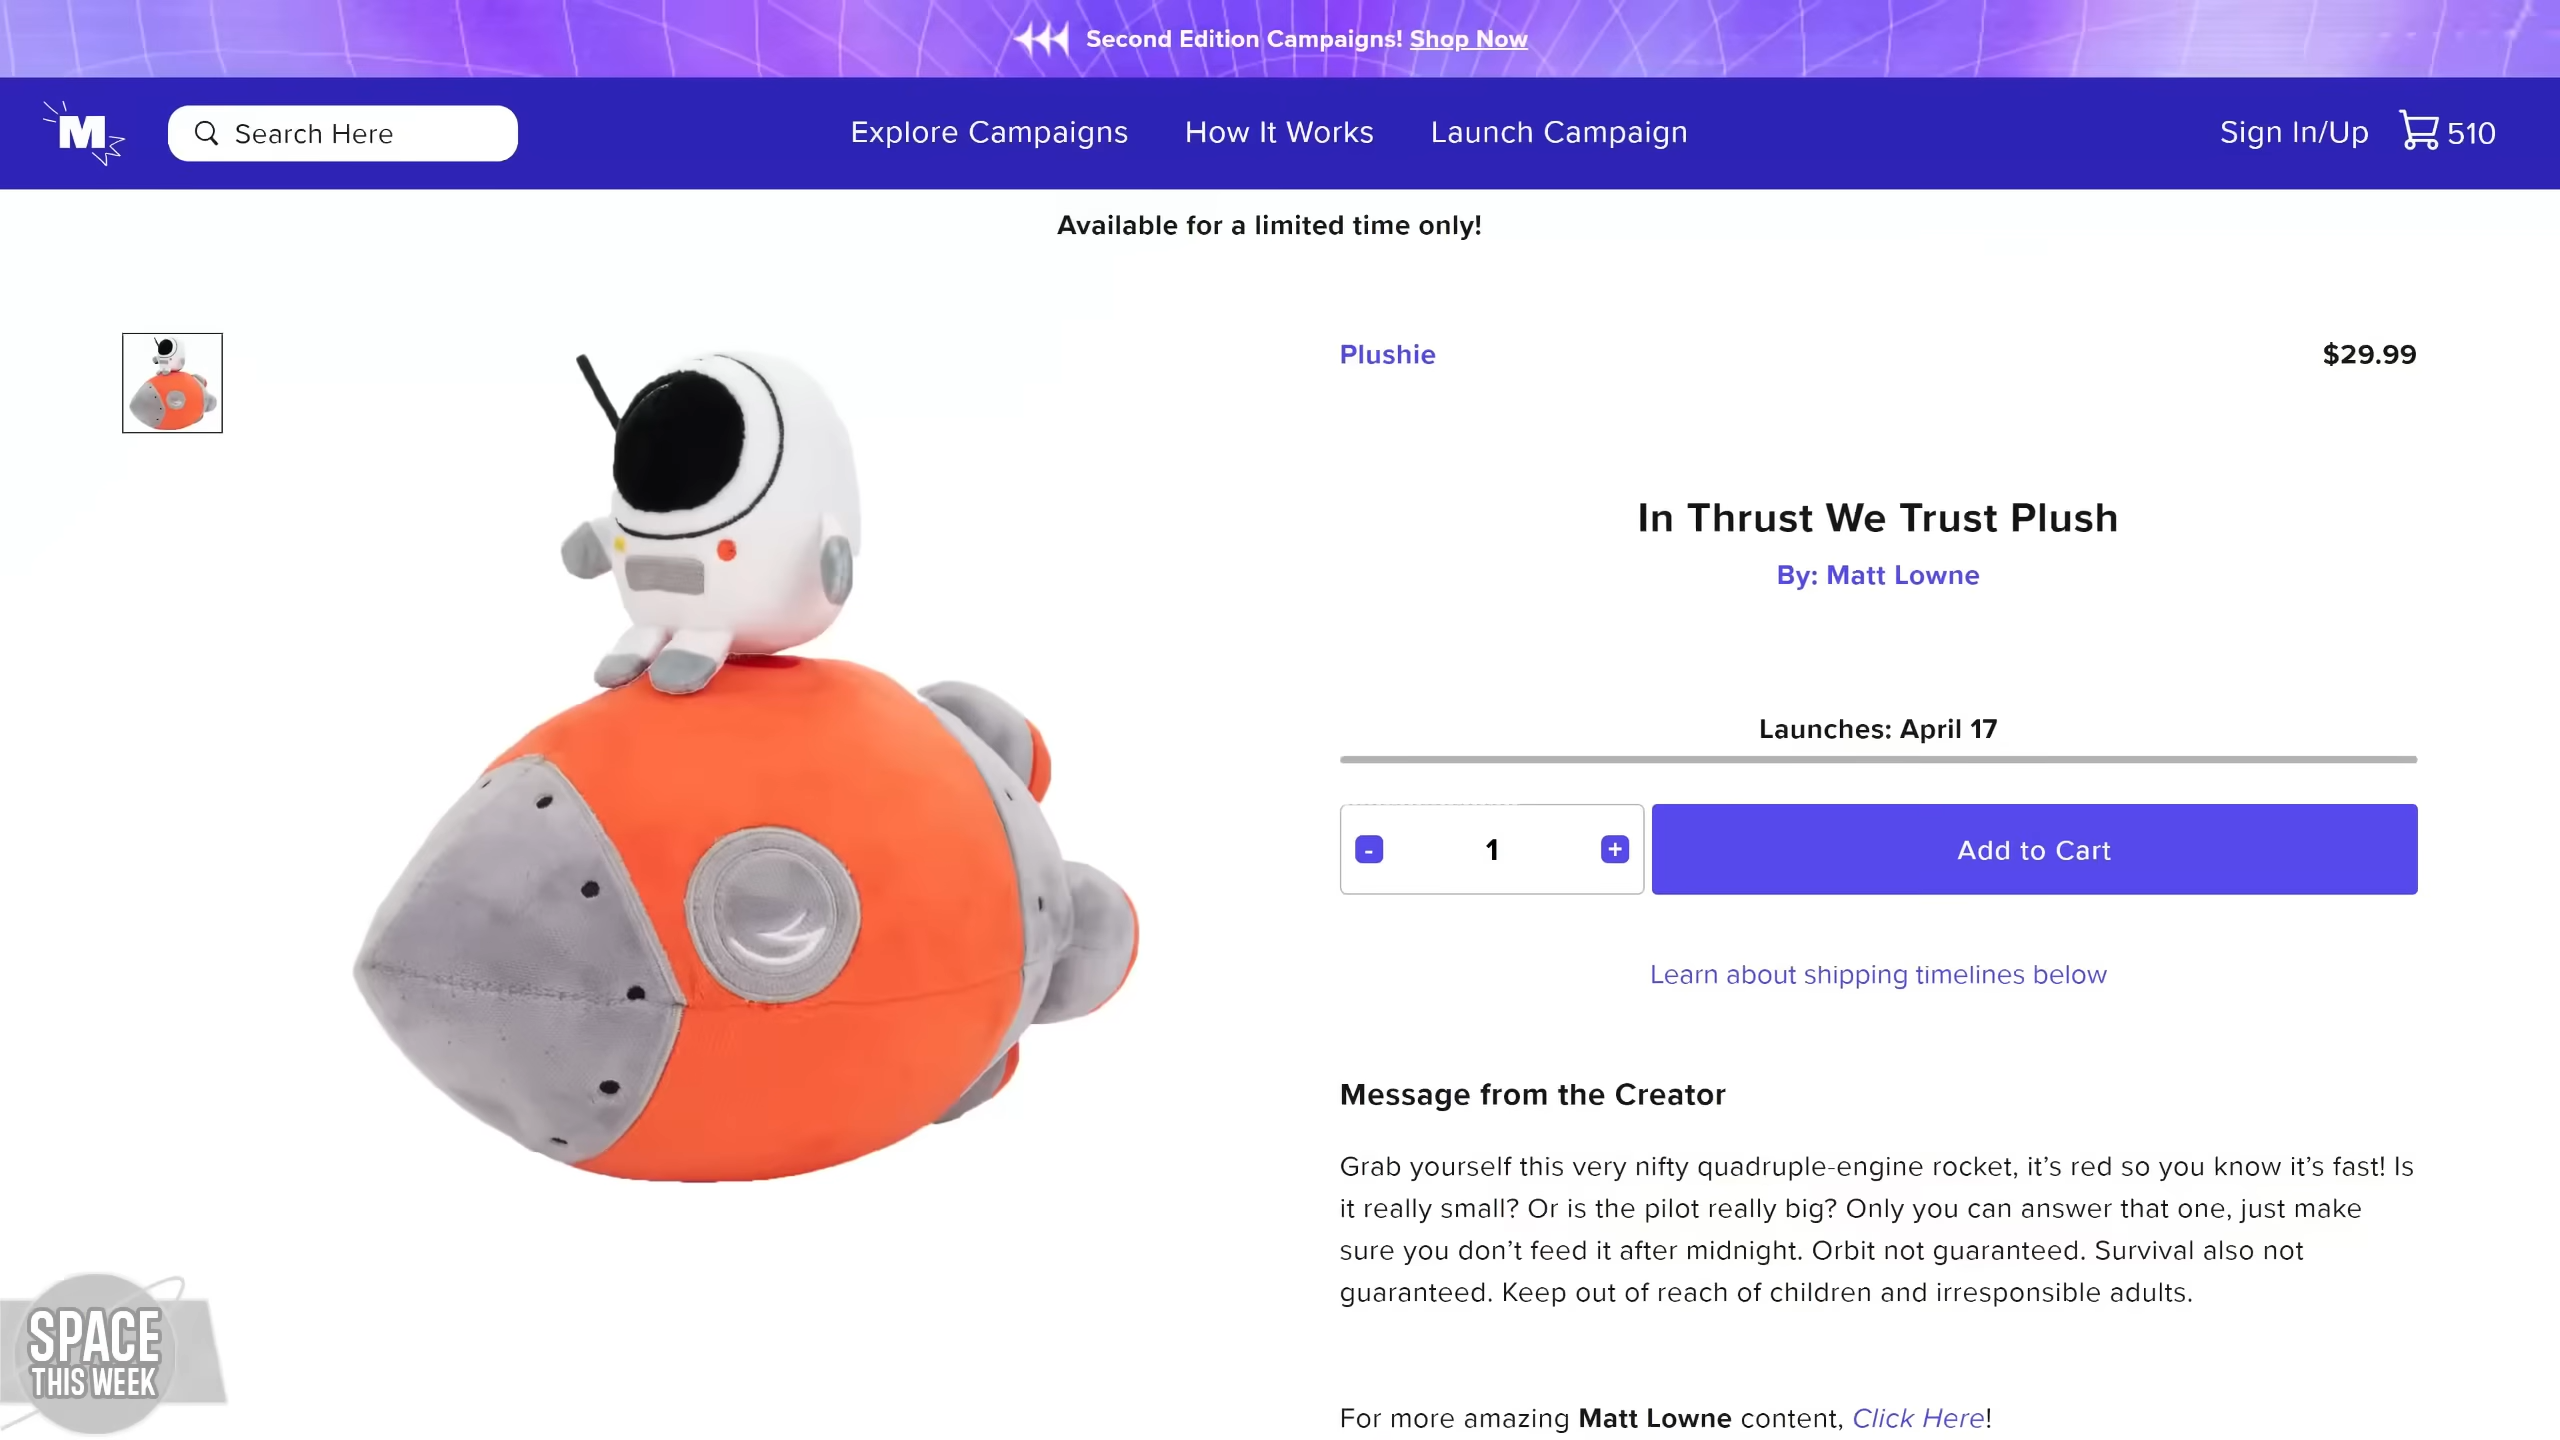 Second Edition Campaigns! Shop Now
M
Search Here
Explore Campaigns
How It Works
Launch Campaign
Sign In/Up
510
Available for a limited time only!
Plushie
$29.99
In Thrust We Trust Plush
By: Matt Lowne
Launches: April 17
-
1
+
Add to Cart
Learn about shipping timelines below
Message from the Creator
Grab yourself this very nifty quadruple-engine rocket, it’s red so you know it’s fast! Is
it really small? Or is the pilot really big? Only you can answer that one, just make
sure you don’t feed it after midnight. Orbit not guaranteed. Survival also not
guaranteed. Keep out of reach of children and irresponsible adults.
For more amazing Matt Lowne content, Click Here!
SPACE
THIS WEEK